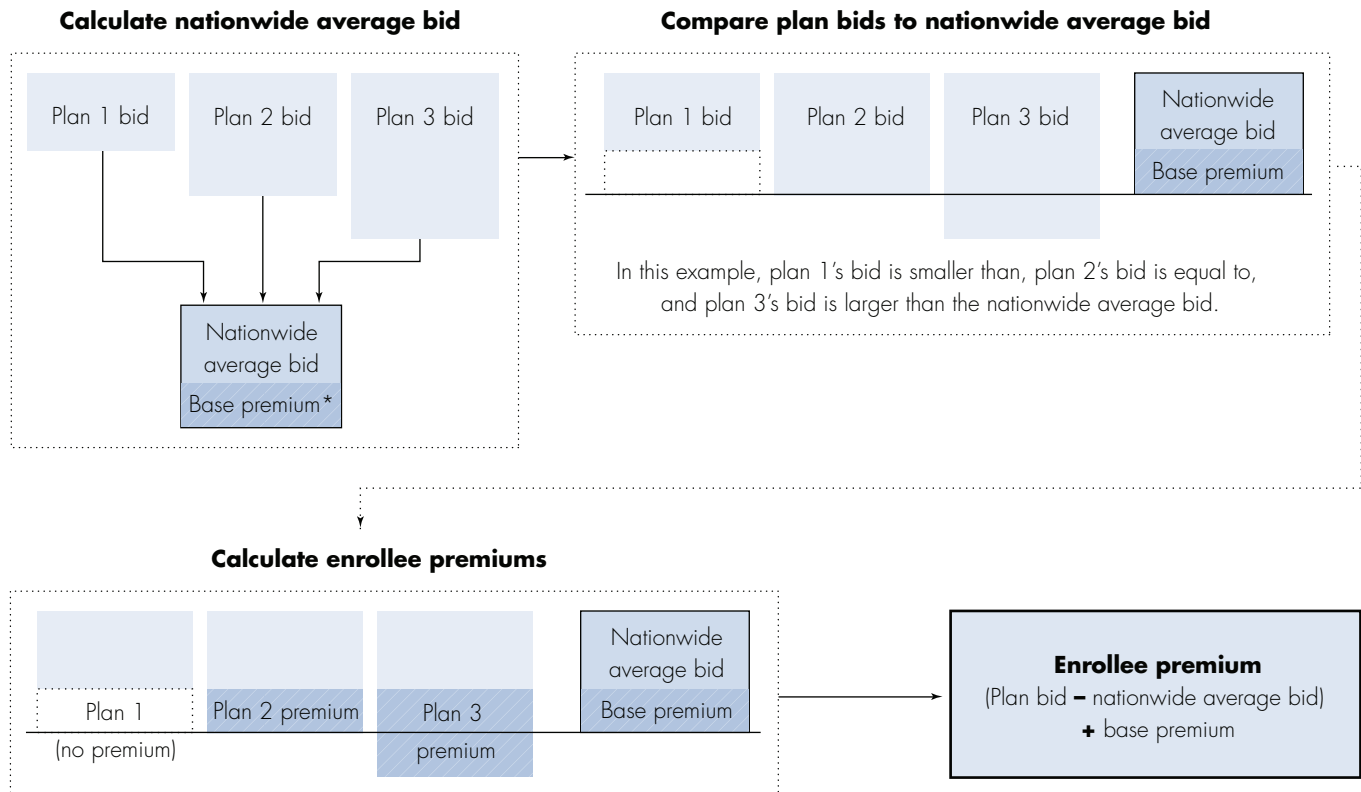 Calculate nationwide average bid
Plan 1 bid
Plan 2 bid
Plan 3 bid
Nationwide
average bid
Base premium*
Compare plan bids to nationwide average bid
Plan 1 bid
Plan 2 bid
Plan 3 bid
Nationwide
average bid
Base premium
In this example, plan 1’s bid is smaller than, plan 2’s bid is equal to,
and plan 3’s bid is larger than the nationwide average bid.
Calculate enrollee premiums
Plan 1
(no premium)
Plan 2 premium
Plan 3
premium
Nationwide
average bid
Base premium
Enrollee premium
(Plan bid – nationwide average bid)
+ base premium